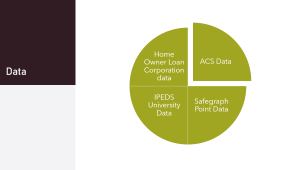 Data
Home
Owner Loan
Corporation
data
ACS Data
IPEDS
University
Data
Safegraph
Point Data